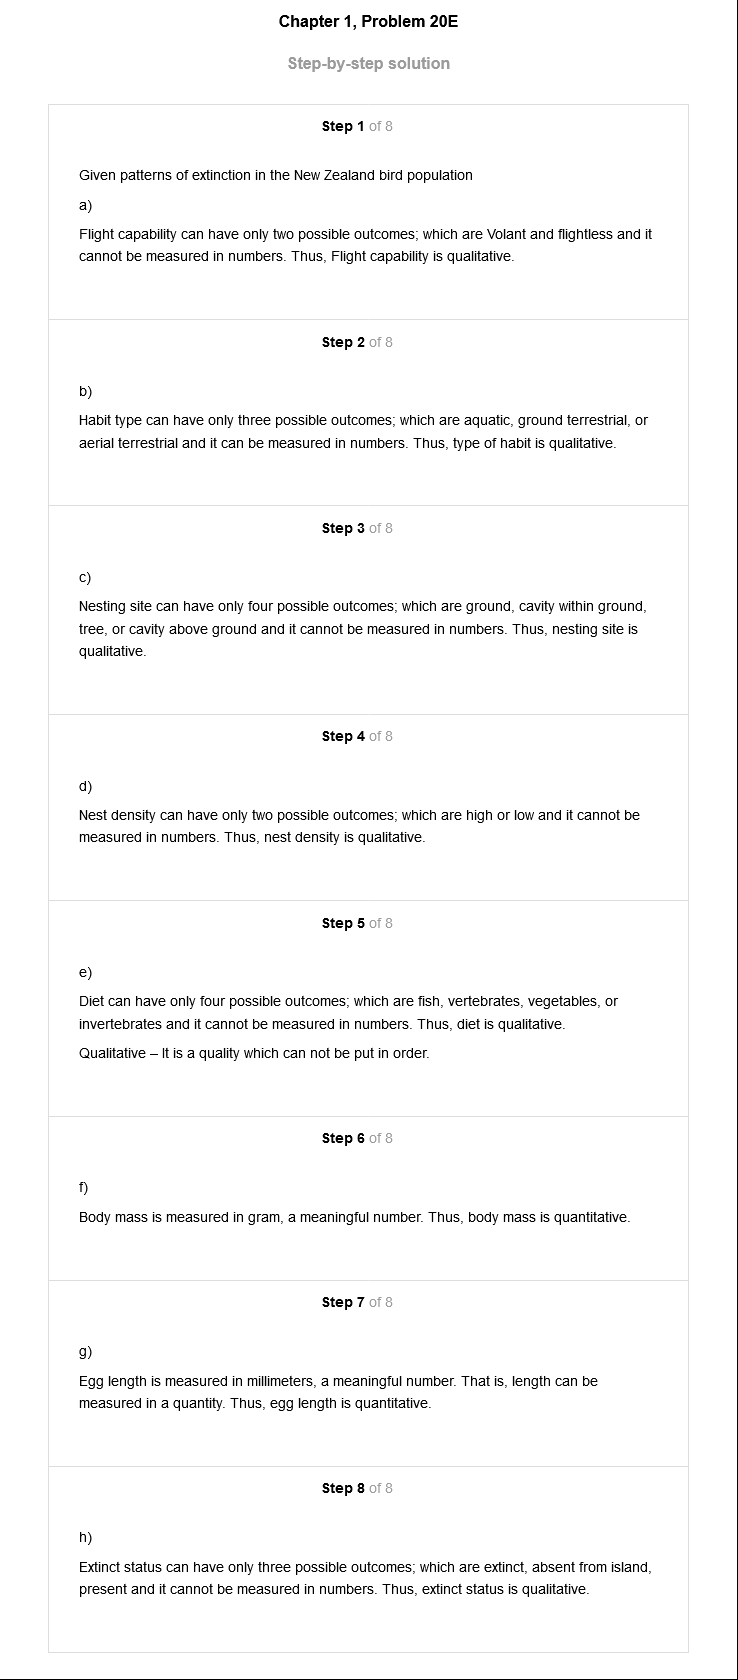 Chapter 1, Problem 20E
Step-by-step solution
Step 1 of 8
Given patterns of extinction in the New Zealand bird population
a)
Flight capability can have only two possible outcomes; which are Volant and flightless and it
cannot be measured in numbers. Thus, Flight capability is qualitative.
Step 2 of 8
b)
Habit type can have only three possible outcomes; which are aquatic, ground terrestrial, or
aerial terrestrial and it can be measured in numbers. Thus, type of habit is qualitative.
Step 3 of 8
c)
Nesting site can have only four possible outcomes; which are ground, cavity within ground,
tree, or cavity above ground and it cannot be measured in numbers. Thus, nesting site is
qualitative.
Step 4 of 8
d)
Nest density can have only two possible outcomes; which are high or low and it cannot be
measured in numbers. Thus, nest density is qualitative.
Step 5 of 8
e)
Diet can have only four possible outcomes; which are fish, vertebrates, vegetables, or
invertebrates and it cannot be measured in numbers. Thus, diet is qualitative.
Qualitative – It is a quality which can not be put in order.
Step 6 of 8
f)
Body mass is measured in gram, a meaningful number. Thus, body mass is quantitative.
Step 7 of 8
g)
Egg length is measured in millimeters, a meaningful number. That is, length can be
measured in a quantity. Thus, egg length is quantitative.
Step 8 of 8
h)
Extinct status can have only three possible outcomes; which are extinct, absent from island,
present and it cannot be measured in numbers. Thus, extinct status is qualitative.